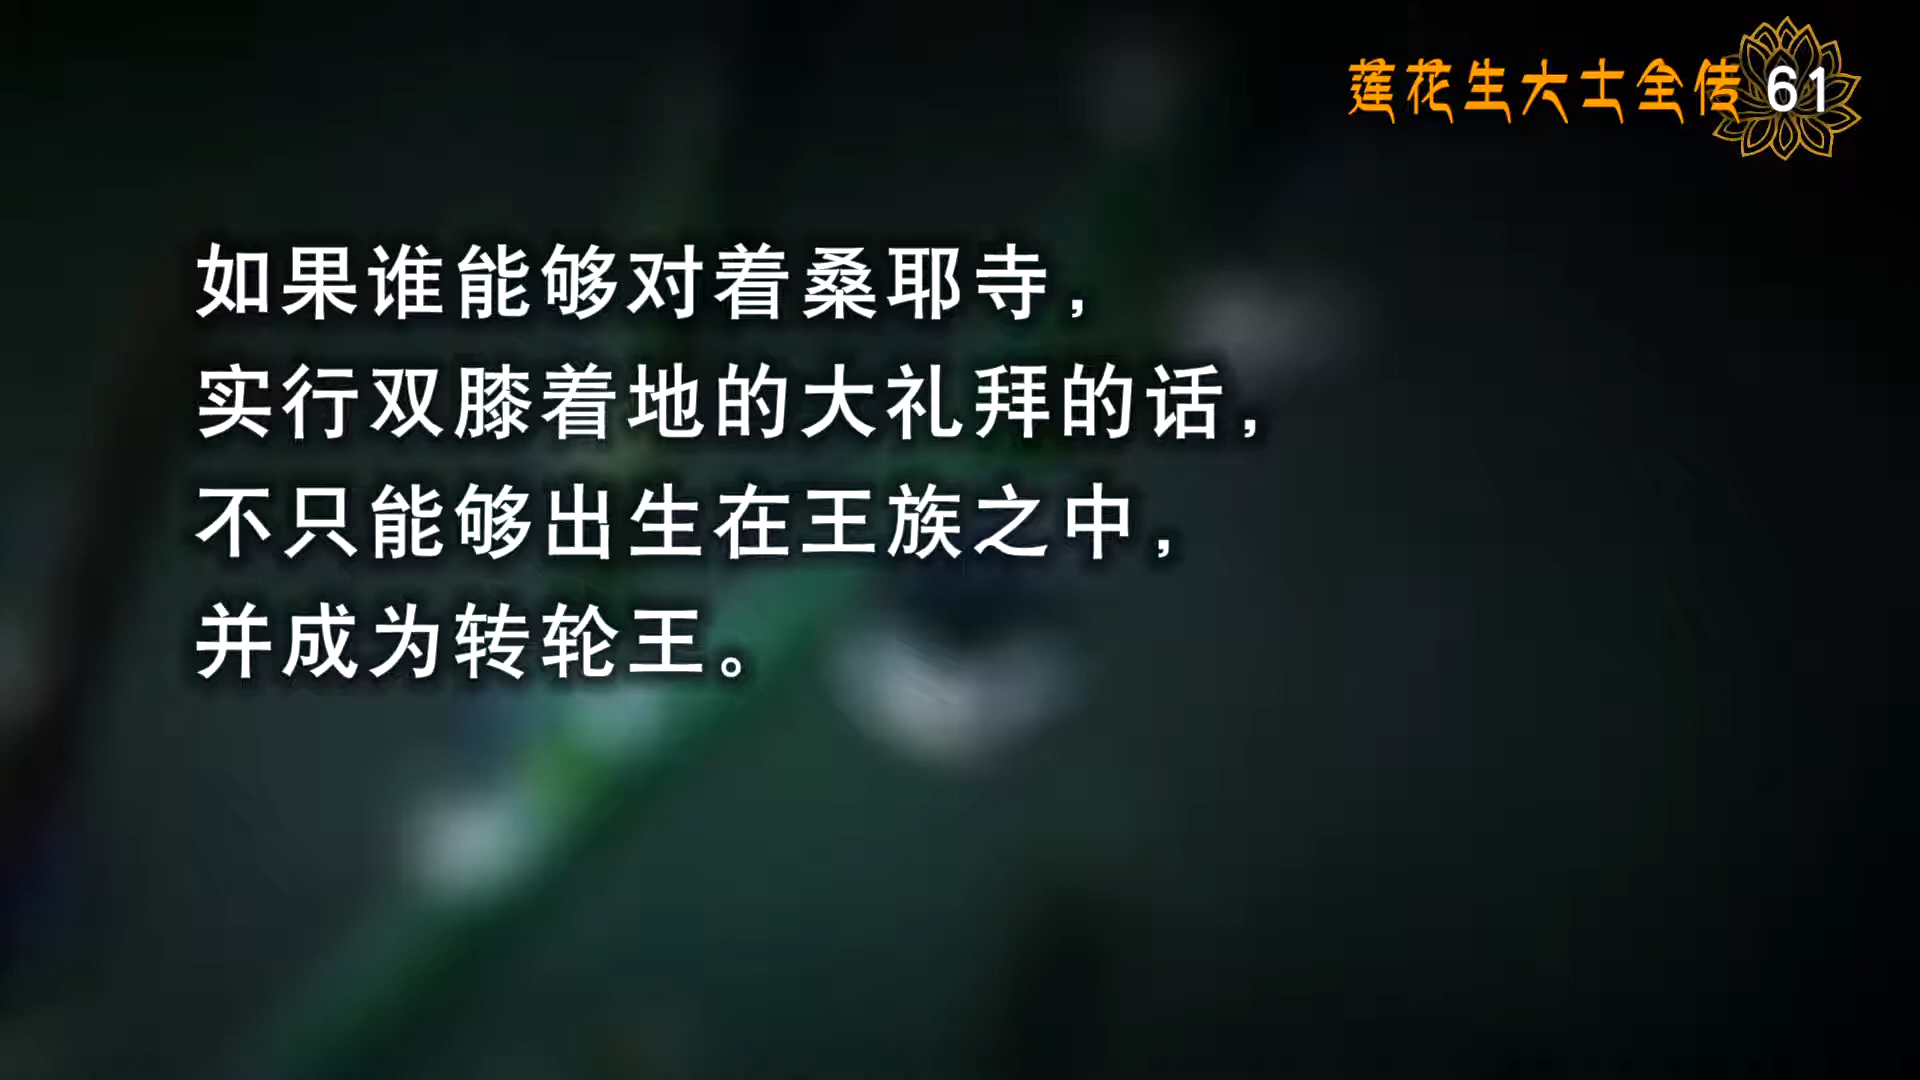 莲花生大士全传 61
如果谁能够对着桑耶寺，
实行双膝着地的大礼拜的话，
不只能够出生在王族之中，
并成为转轮王。